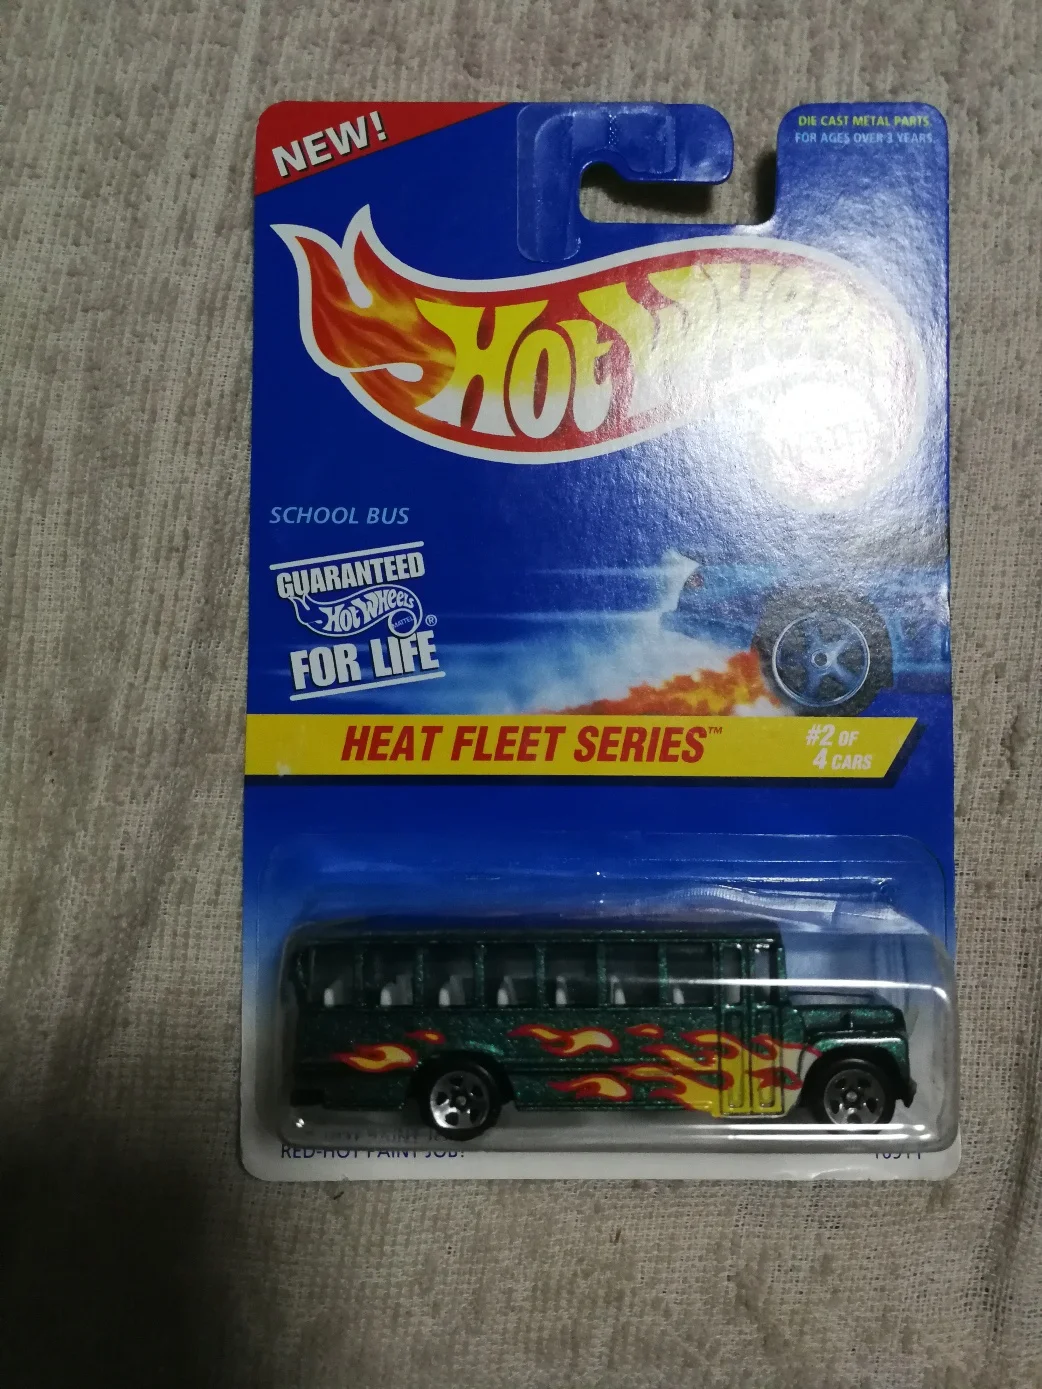 NEW!
DIE CAST METAL PARTS
FOR AGES OVER 3 YEARS
HOT WHEELS
SCHOOL BUS
GUARANTEED
HOT WHEELS
MATTEL
®
FOR LIFE
HEAT FLEET SERIES™
#2 OF
4 CARS
RED-HOT PAINT JOB!